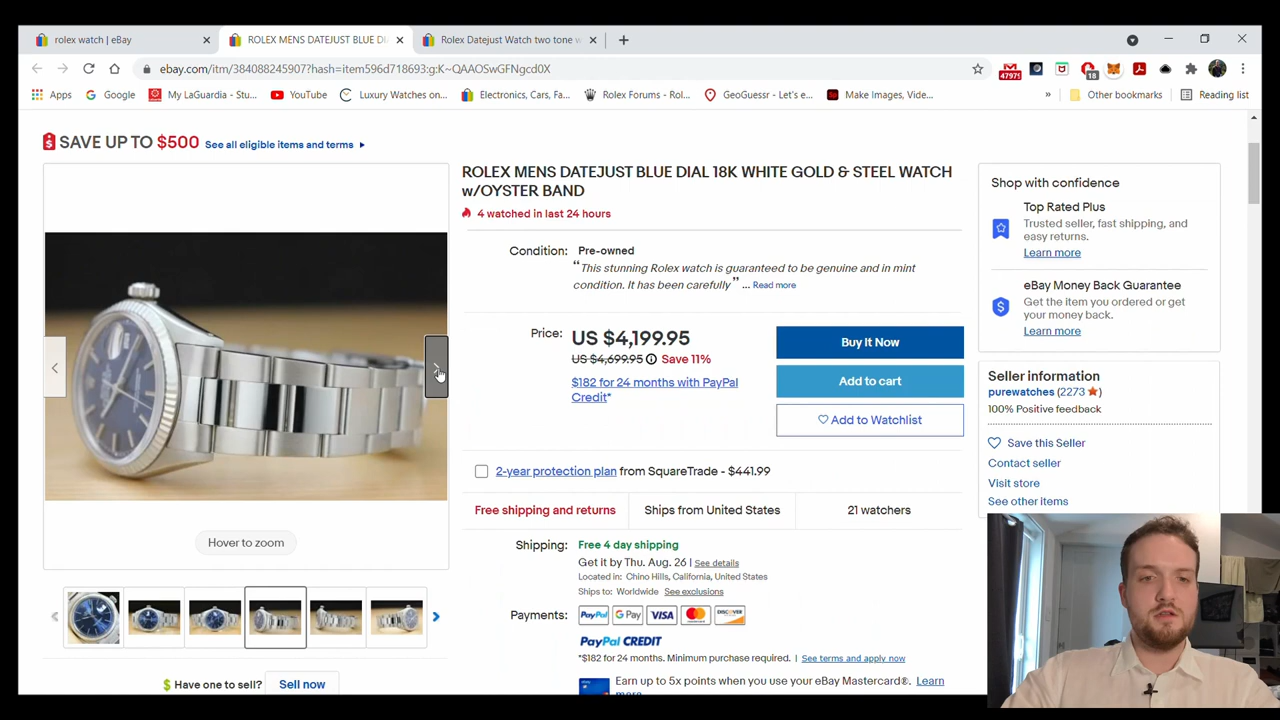 rolex watch | eBay
ROLEX MENS DATEJUST BLUE DI
Rolex Datejust Watch two tone w
ebay.com/itm/384088245907?hash=item596d718693:g:K~QAAOSwGFNgcd0X
47979
18
Apps
Google
My LaGuardia - Stu...
YouTube
Luxury Watches on...
Electronics, Cars, Fa...
Rolex Forums - Rol...
GeoGuessr - Let's e...
Make Images, Vide...
»
Other bookmarks
Reading list
SAVE UP TO $500 See all eligible items and terms
ROLEX MENS DATEJUST BLUE DIAL 18K WHITE GOLD & STEEL WATCH
w/OYSTER BAND
4 watched in last 24 hours
Condition: Pre-owned
“This stunning Rolex watch is guaranteed to be genuine and in mint
condition. It has been carefully” ... Read more
Price: US $4,199.95
US $4,699.95 Save 11%
$182 for 24 months with PayPal
Credit*
Buy It Now
Add to cart
Add to Watchlist
2-year protection plan from SquareTrade - $441.99
Free shipping and returns
Ships from United States
21 watchers
Shipping: Free 4 day shipping
Get it by Thu. Aug. 26 | See details
Located in: Chino Hills, California, United States
Ships to: Worldwide See exclusions
Payments: PayPal G Pay VISA mastercard DISCOVER
PayPal CREDIT
*$182 for 24 months. Minimum purchase required. | See terms and apply now
Earn up to 5x points when you use your eBay Mastercard®. Learn
more
Hover to zoom
Have one to sell? Sell now
Shop with confidence
Top Rated Plus
Trusted seller, fast shipping, and
easy returns.
Learn more
eBay Money Back Guarantee
Get the item you ordered or get
your money back.
Learn more
Seller information
purewatches (2273)
100% Positive feedback
Save this Seller
Contact seller
Visit store
See other items